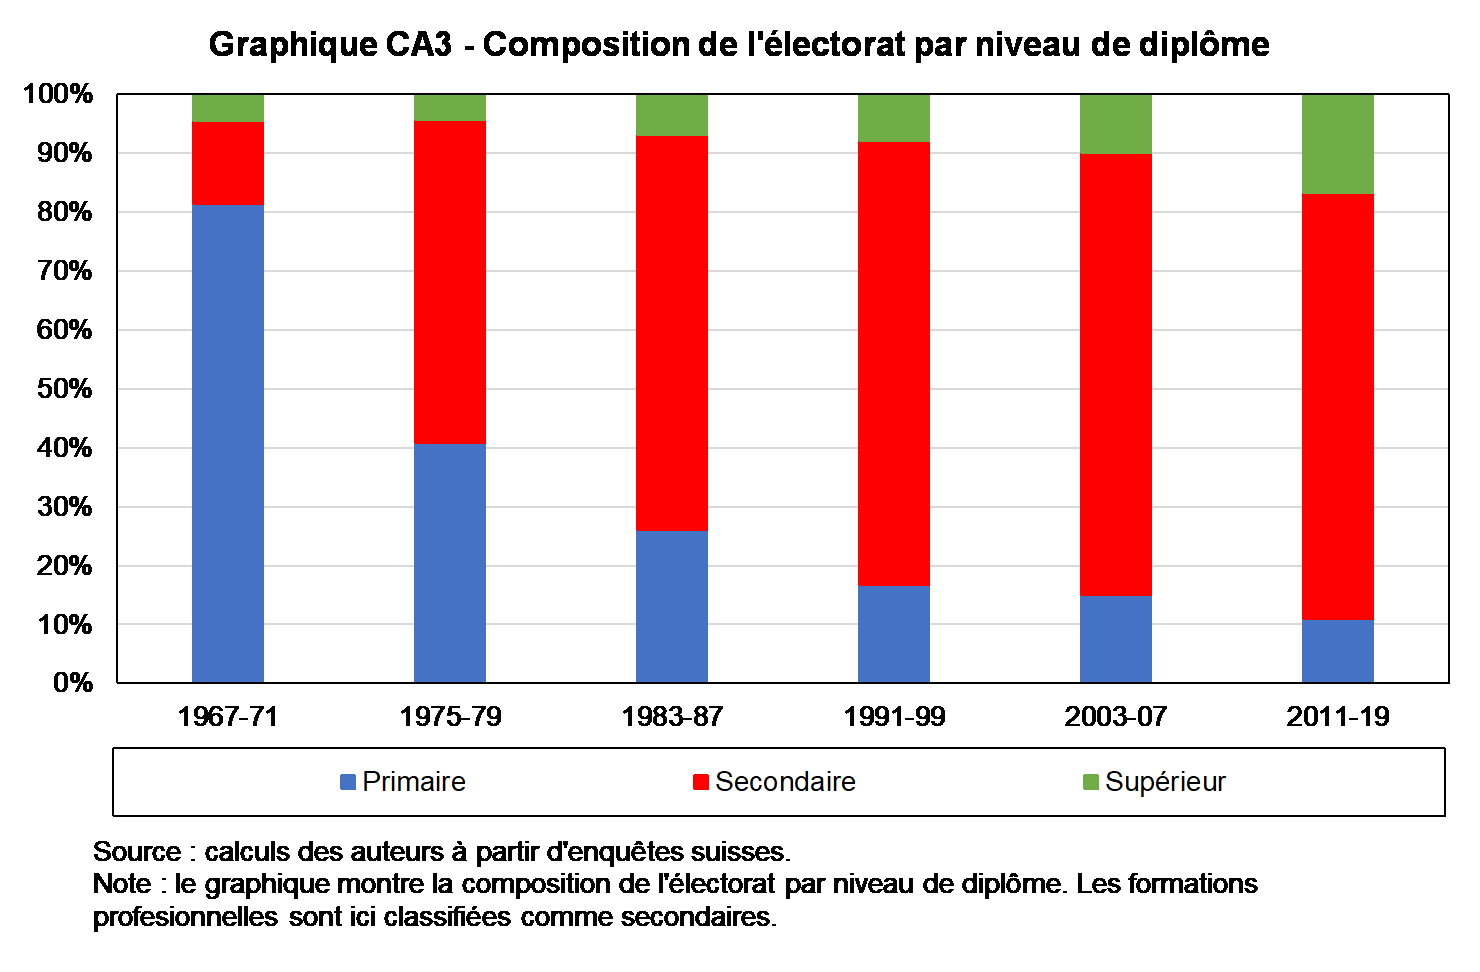 Graphique CA3 - Composition de l'électorat par niveau de diplôme
100%
90%
80%
70%
60%
50%
40%
30%
20%
10%
0%
1967-71 1975-79 1983-87 1991-99 2003-07 2011-19
Primaire Secondaire Supérieur
Source : calculs des auteurs à partir d'enquêtes suisses.
Note : le graphique montre la composition de l'électorat par niveau de diplôme. Les formations
profesionnelles sont ici classifiées comme secondaires.